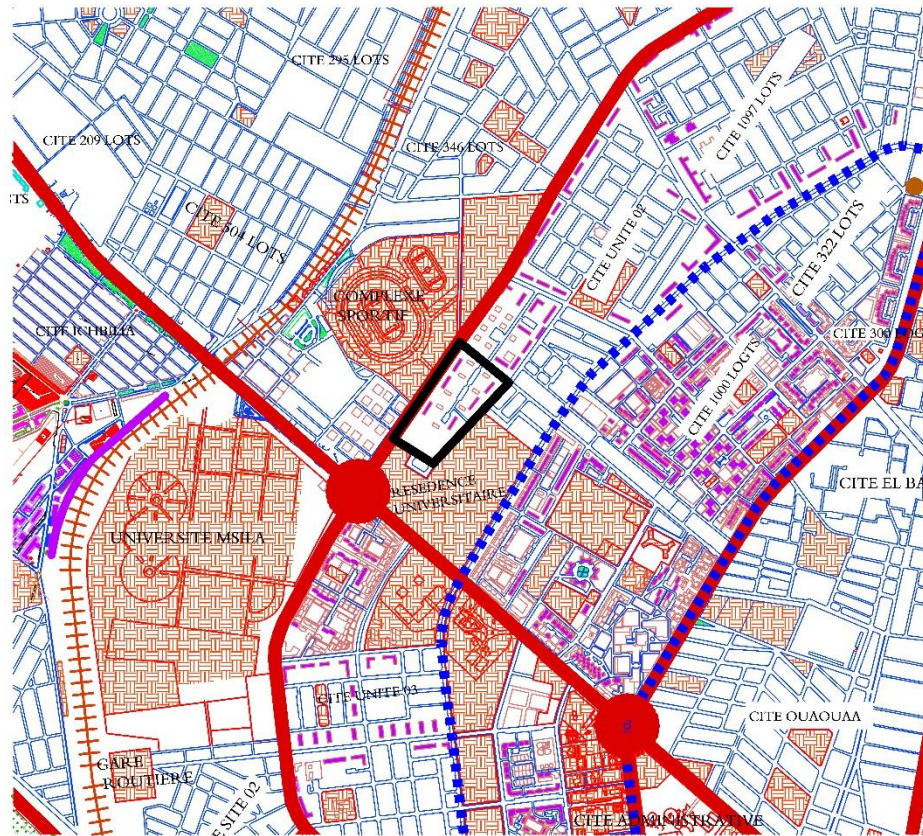 CITE 295 LOTS
CITE 1097 LOTS
CITE 209 LOTS
CITE 346 LOTS
CITE 504 LOTS
CITE UNITE 02
CITE 322 LOTS
COMPLEXE
SPORTIF
CITE ICHBILIA
CITE 1000 LOGTS
CITE 300 LOG
CITE EL BA
RESEDENCE
UNIVERSITAIRE
UNIVERSITE MSILA
CITE UNITE 03
CITE OUAOUAA
GARE
ROUTIERE
E SITE 02
CITE ADMINISTRATIVE